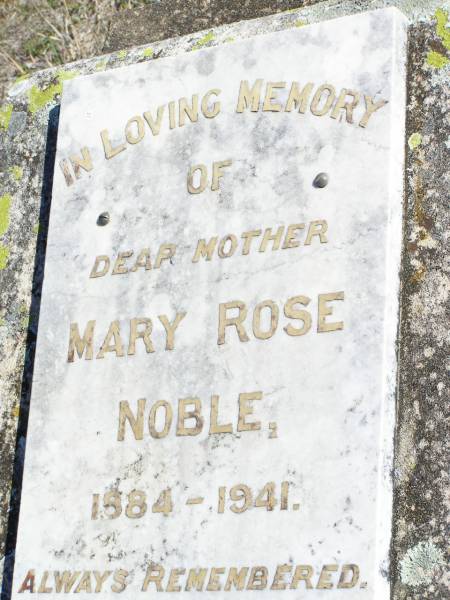 IN LOVING MEMORY
OF
DEAR MOTHER
MARY ROSE
NOBLE,
1884 - 1941.
ALWAYS REMEMBERED.